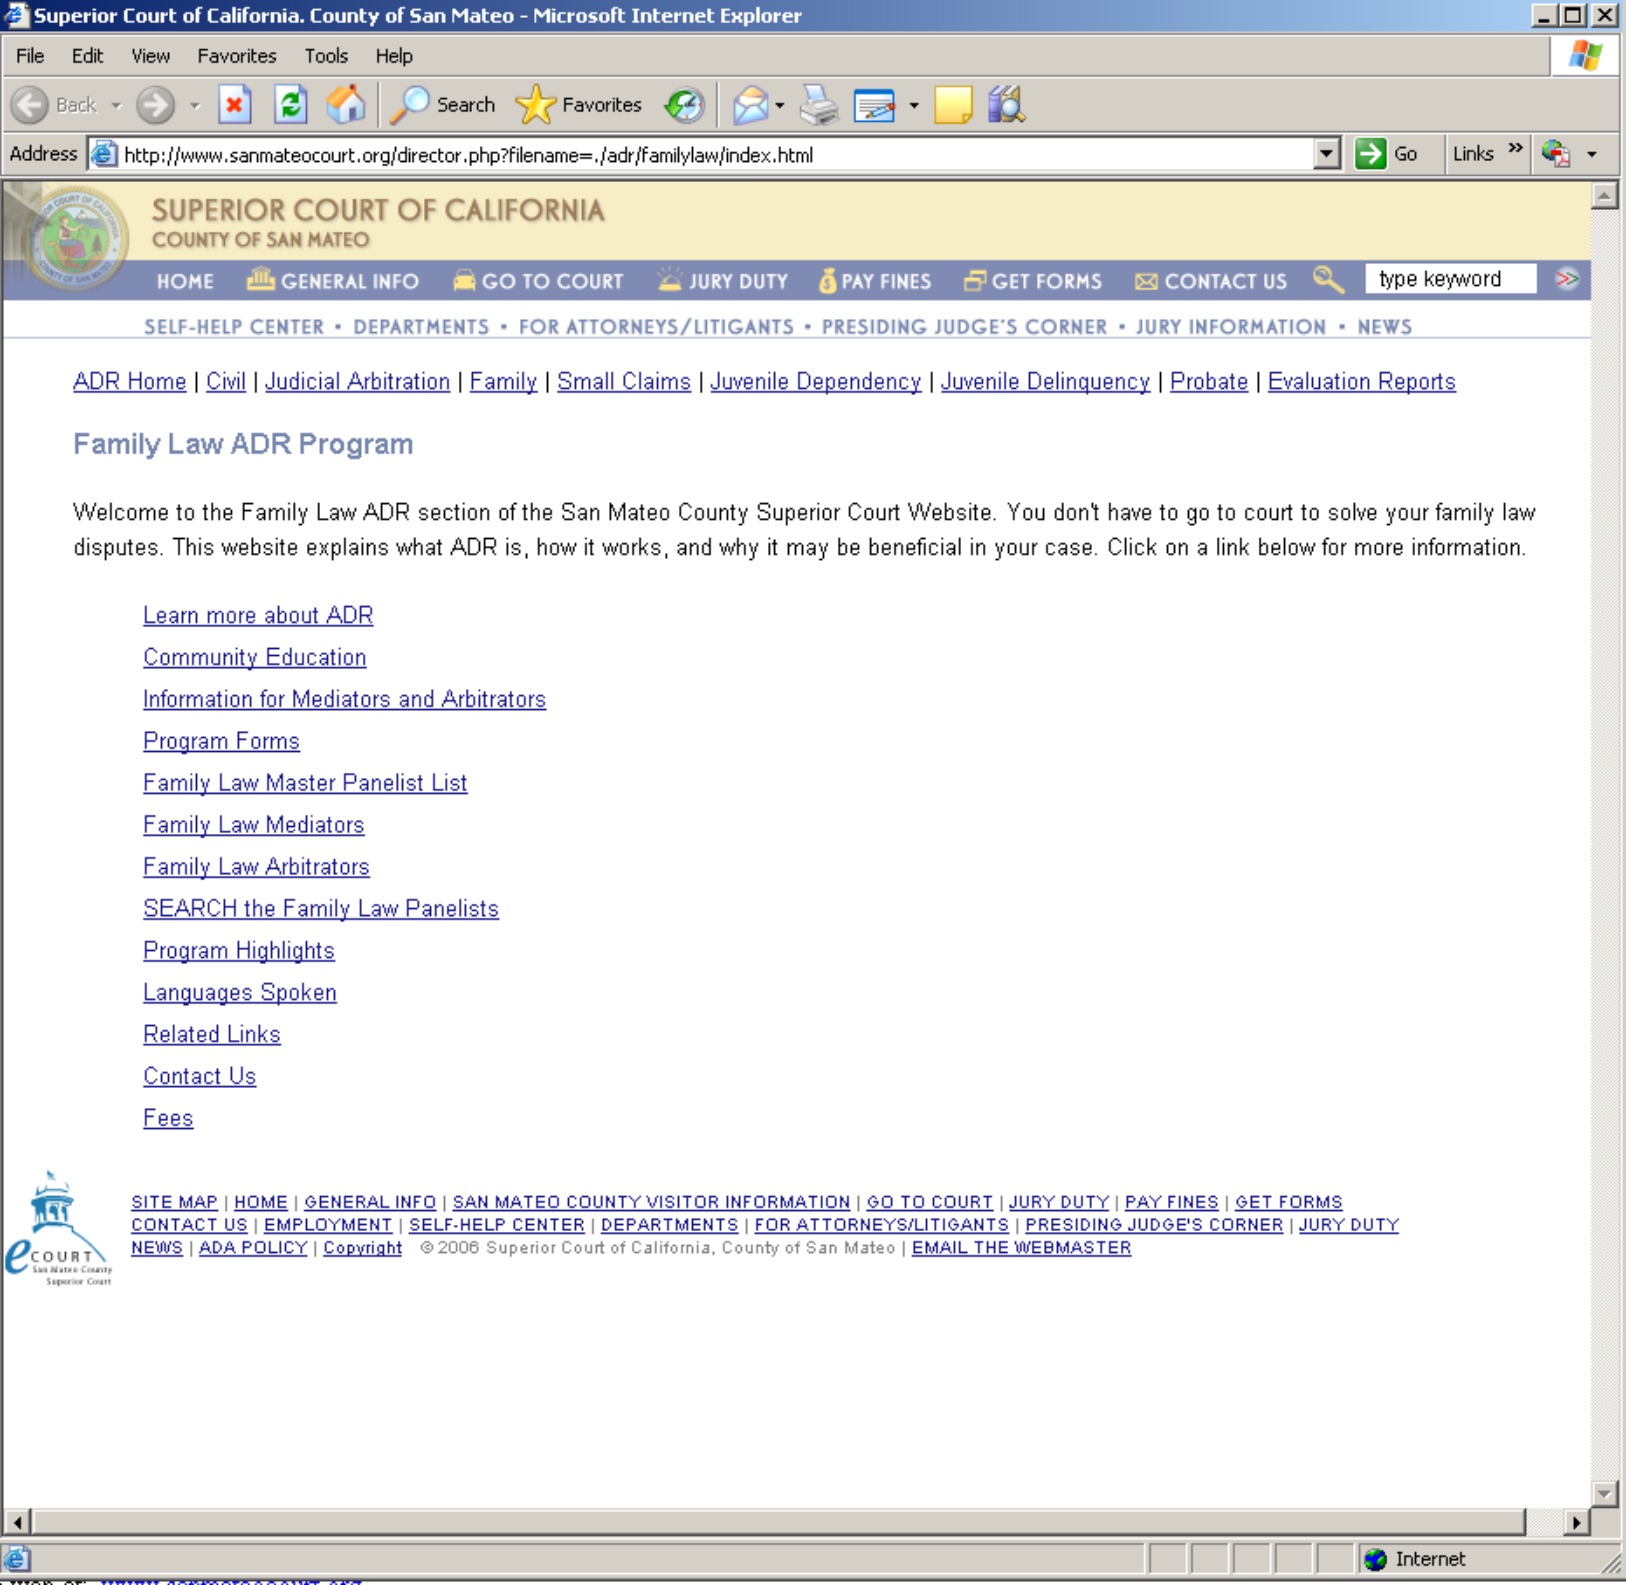 Superior Court of California. County of San Mateo - Microsoft Internet Explorer
File Edit View Favorites Tools Help
Back Search Favorites
Address http://www.sanmateocourt.org/director.php?filename=./adr/familylaw/index.html Go Links »
SUPERIOR COURT OF CALIFORNIA
COUNTY OF SAN MATEO
HOME GENERAL INFO GO TO COURT JURY DUTY PAY FINES GET FORMS CONTACT US type keyword
SELF-HELP CENTER • DEPARTMENTS • FOR ATTORNEYS/LITIGANTS • PRESIDING JUDGE'S CORNER • JURY INFORMATION • NEWS
ADR Home | Civil | Judicial Arbitration | Family | Small Claims | Juvenile Dependency | Juvenile Delinquency | Probate | Evaluation Reports
Family Law ADR Program
Welcome to the Family Law ADR section of the San Mateo County Superior Court Website. You don't have to go to court to solve your family law
disputes. This website explains what ADR is, how it works, and why it may be beneficial in your case. Click on a link below for more information.
Learn more about ADR
Community Education
Information for Mediators and Arbitrators
Program Forms
Family Law Master Panelist List
Family Law Mediators
Family Law Arbitrators
SEARCH the Family Law Panelists
Program Highlights
Languages Spoken
Related Links
Contact Us
Fees
SITE MAP | HOME | GENERAL INFO | SAN MATEO COUNTY VISITOR INFORMATION | GO TO COURT | JURY DUTY | PAY FINES | GET FORMS
CONTACT US | EMPLOYMENT | SELF-HELP CENTER | DEPARTMENTS | FOR ATTORNEYS/LITIGANTS | PRESIDING JUDGE'S CORNER | JURY DUTY
NEWS | ADA POLICY | Copyright © 2006 Superior Court of California, County of San Mateo | EMAIL THE WEBMASTER
eCOURT
San Mateo County
Superior Court
Internet